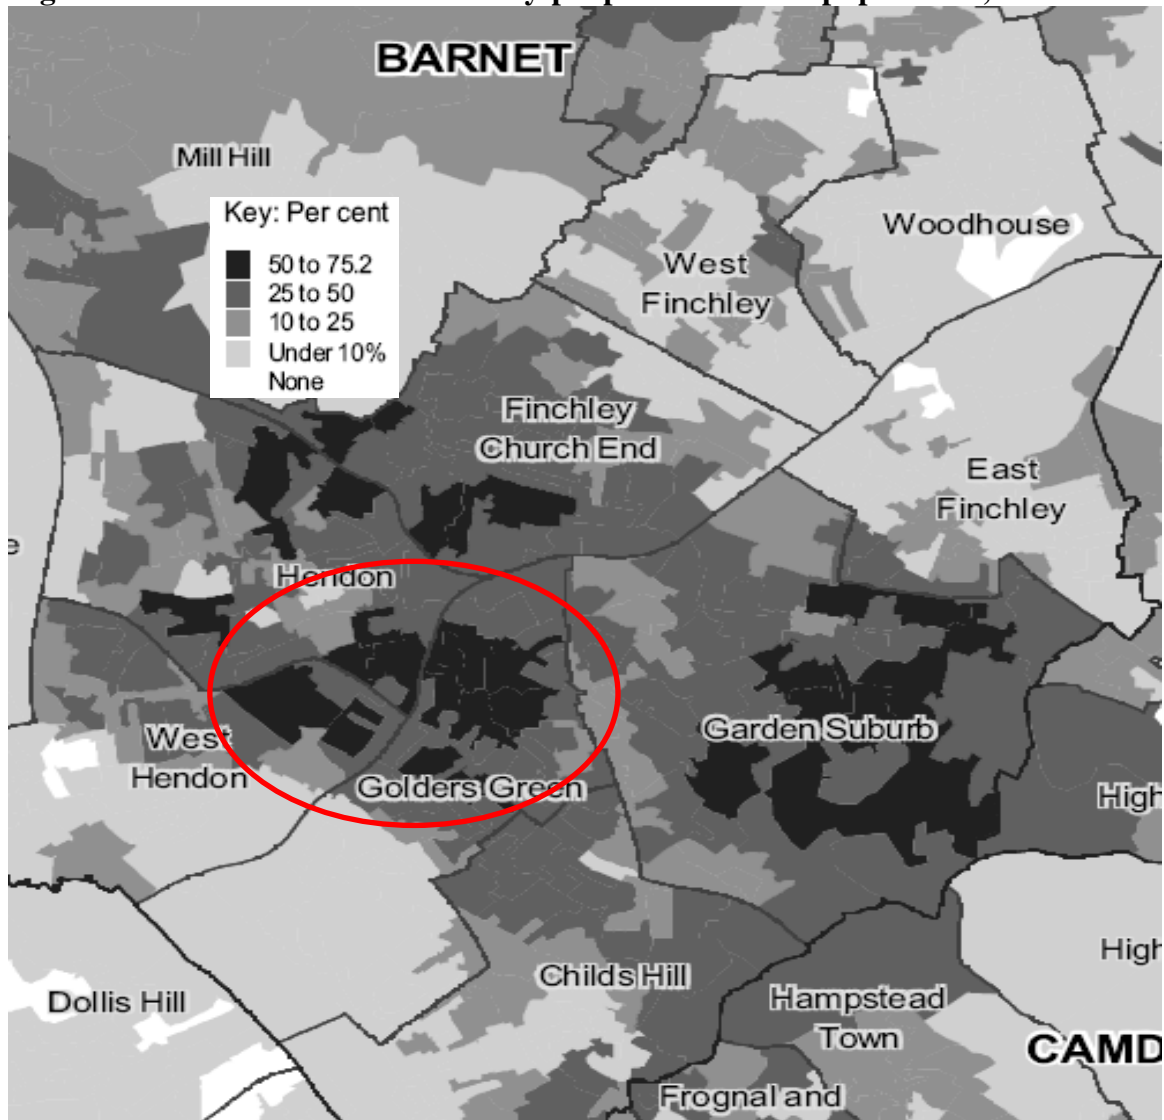 BARNET
Mill Hill
Key: Per cent
50 to 75.2
25 to 50
10 to 25
Under 10%
None
Woodhouse
West
Finchley
Finchley
Church End
East
Finchley
e
Hendon
West
Hendon
Golders Green
Garden Suburb
High
High
Childs Hill
Dollis Hill
Hampstead
Town
CAMD
Frognal and